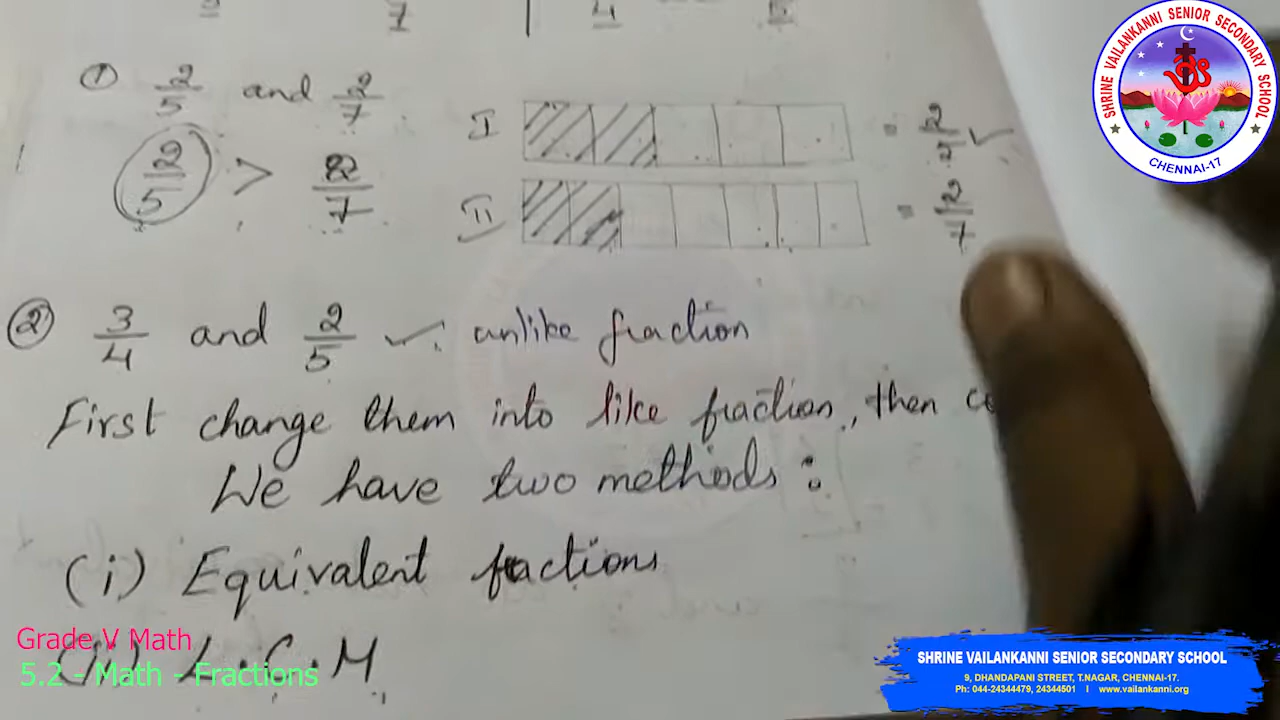 7
4
5
① 2/5 and 2/7
2/5 > 2/7
I = 2/
II = 2/7
② 3/4 and 2/5 ✓ unlike fraction
First change them into like fraction, then
We have two methods :
(i) Equivalent fractions
(ii) L.C.M
Grade V Math
5.2 - Math - Fractions
SHRINE VAILANKANNI SENIOR SECONDARY SCHOOL
CHENNAI-17
SHRINE VAILANKANNI SENIOR SECONDARY SCHOOL
9, DHANDAPANI STREET, T.NAGAR, CHENNAI-17.
Ph: 044-24344479, 24344501 I www.vailankanni.org